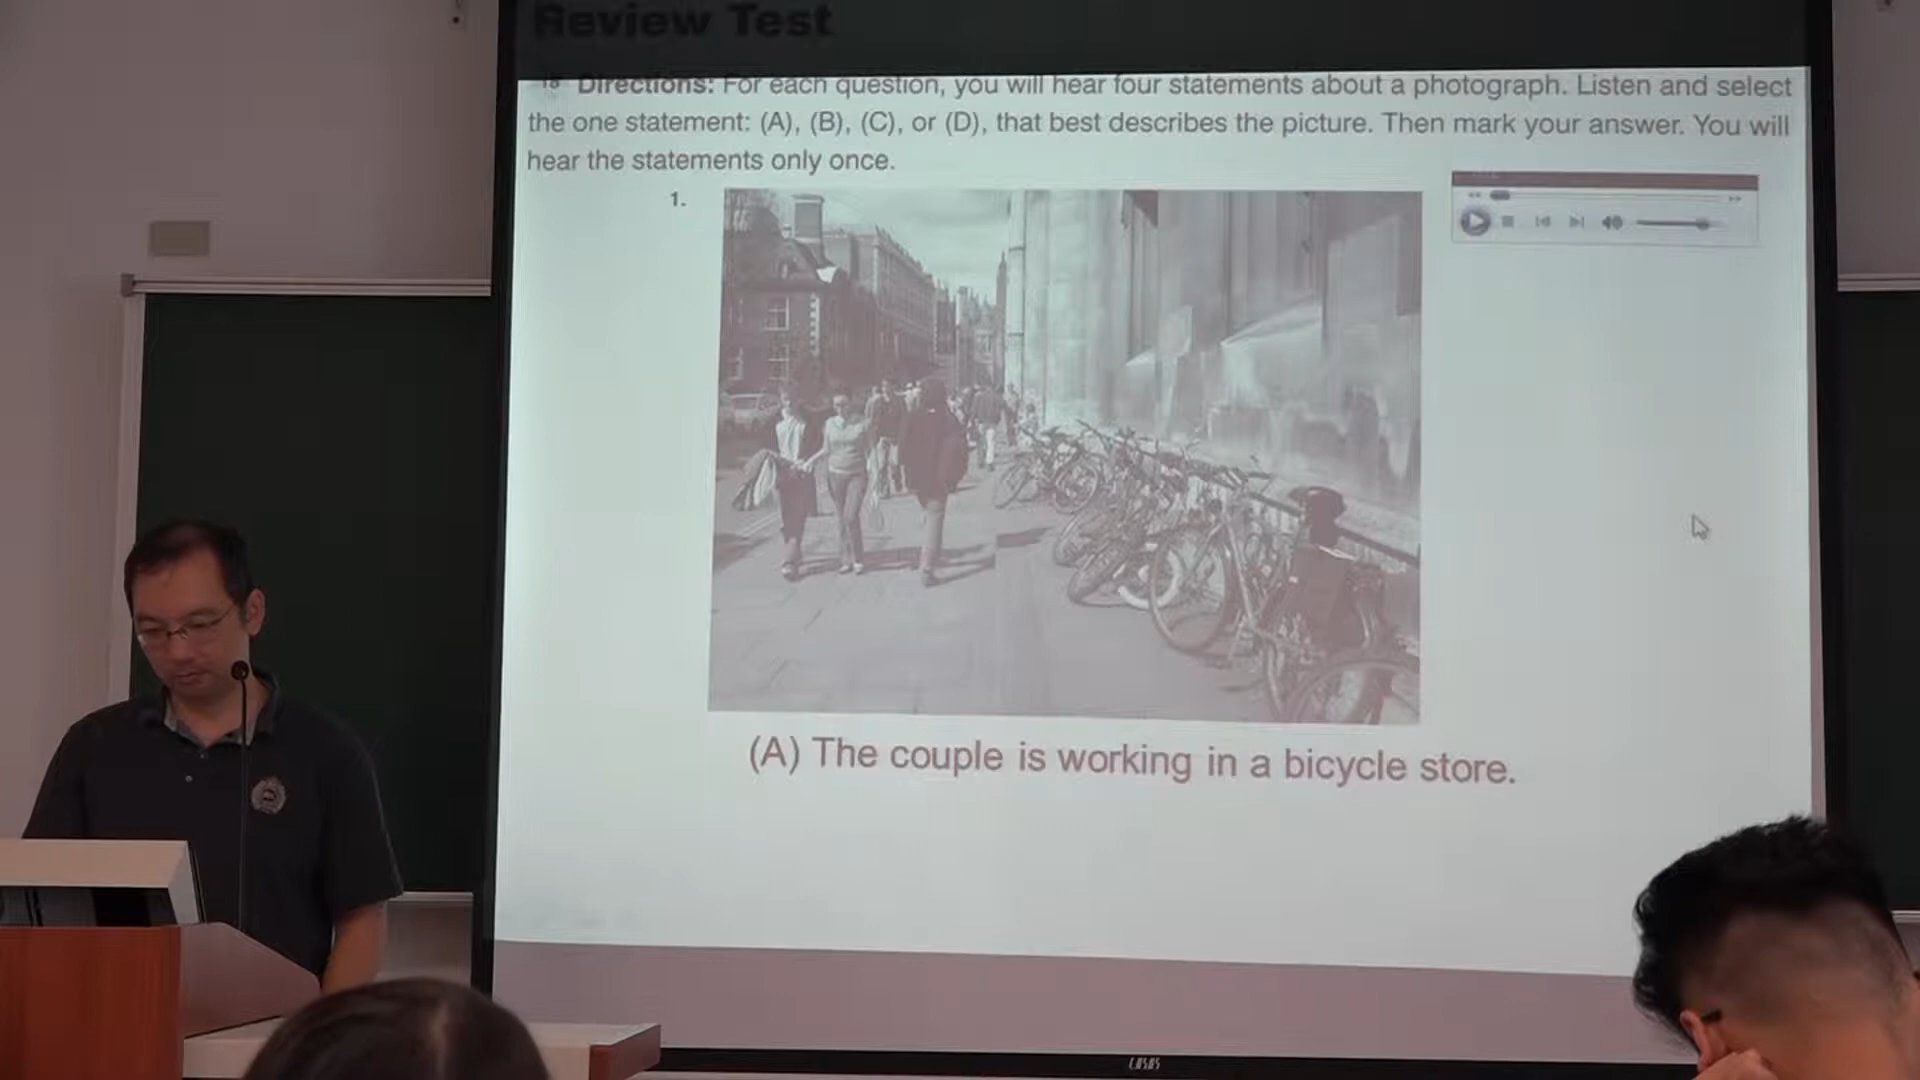 Review Test
18 Directions: For each question, you will hear four statements about a photograph. Listen and select
the one statement: (A), (B), (C), or (D), that best describes the picture. Then mark your answer. You will
hear the statements only once.
1.
(A) The couple is working in a bicycle store.